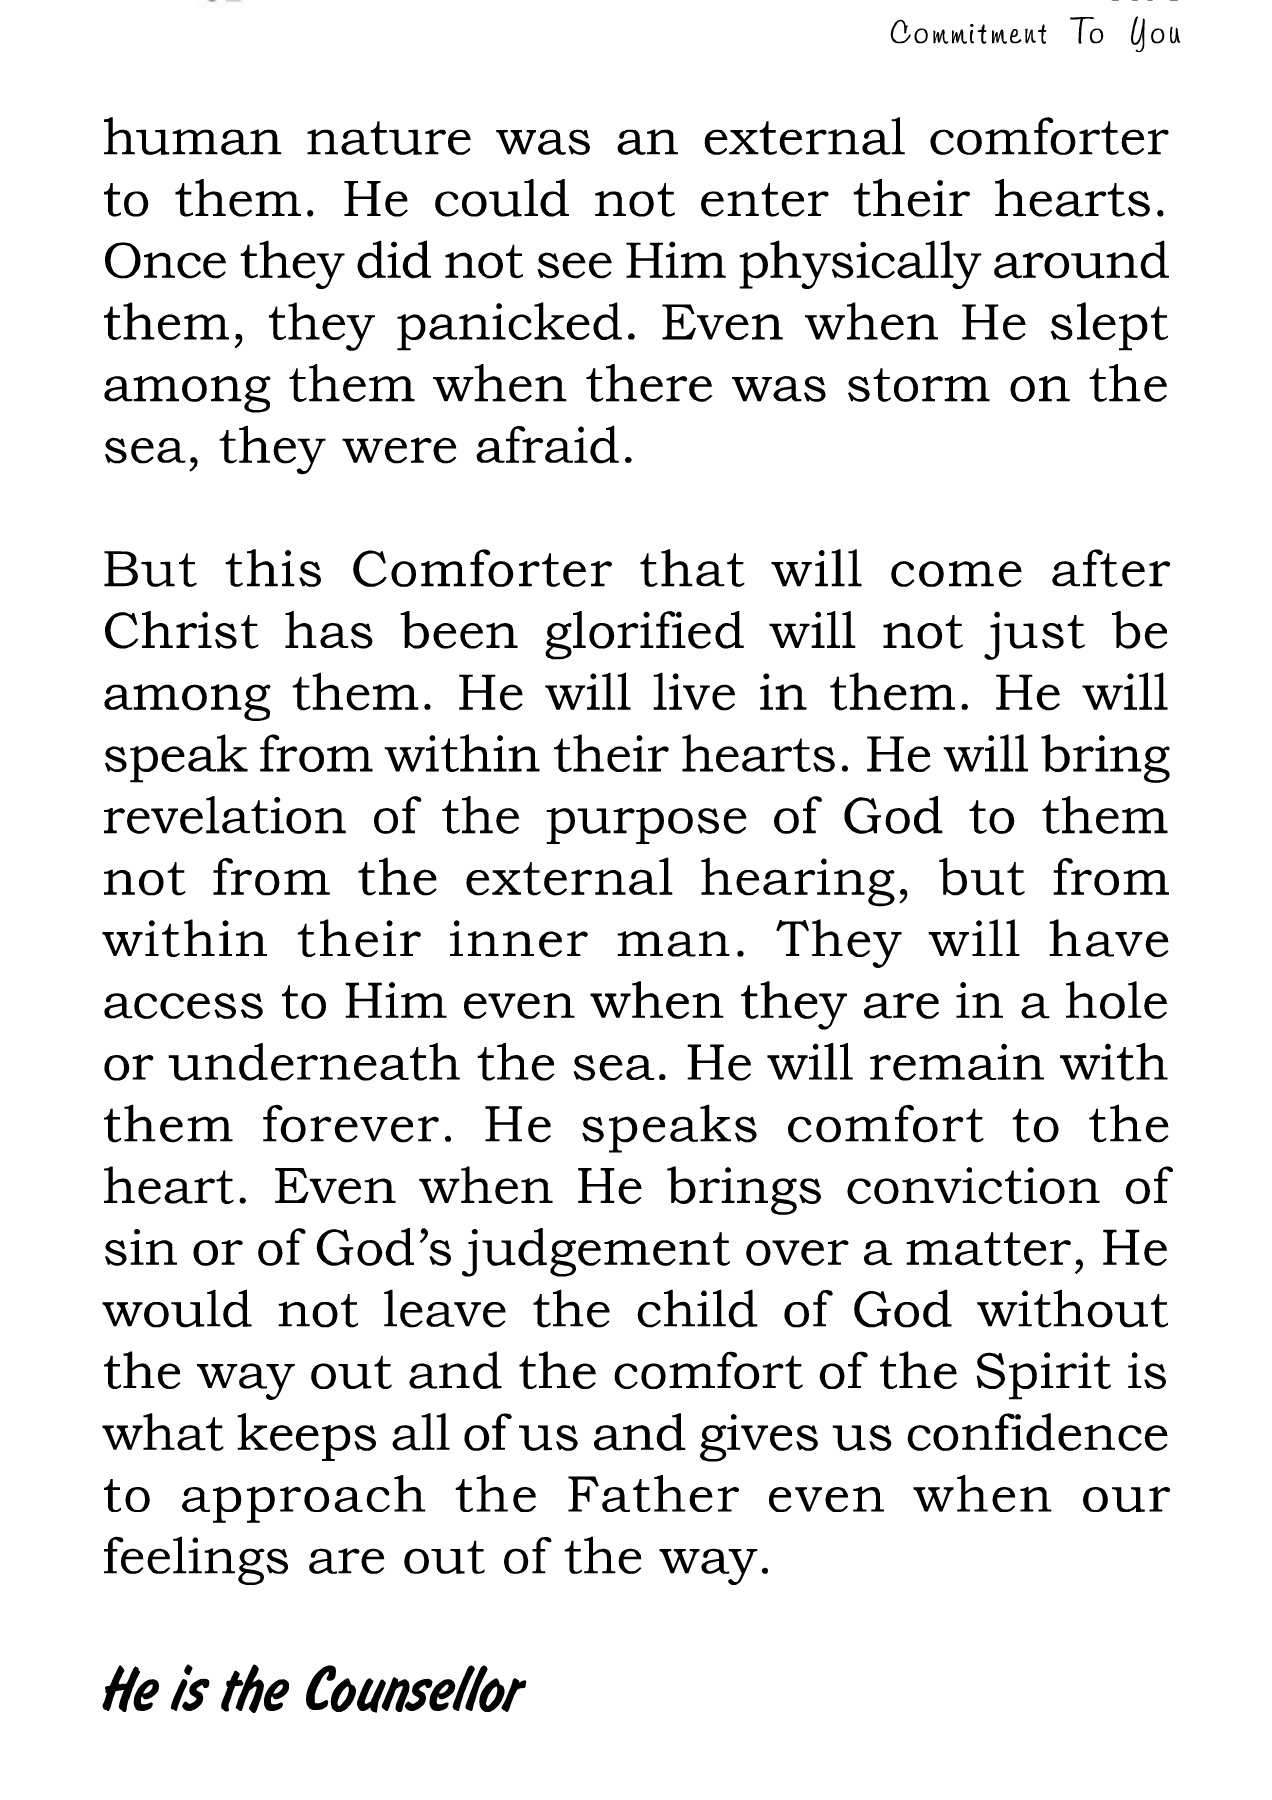 Commitment To You
human nature was an external comforter
to them. He could not enter their hearts.
Once they did not see Him physically around
them, they panicked. Even when He slept
among them when there was storm on the
sea, they were afraid.
But this Comforter that will come after
Christ has been glorified will not just be
among them. He will live in them. He will
speak from within their hearts. He will bring
revelation of the purpose of God to them
not from the external hearing, but from
within their inner man. They will have
access to Him even when they are in a hole
or underneath the sea. He will remain with
them forever. He speaks comfort to the
heart. Even when He brings conviction of
sin or of God’s judgement over a matter, He
would not leave the child of God without
the way out and the comfort of the Spirit is
what keeps all of us and gives us confidence
to approach the Father even when our
feelings are out of the way.
He is the Counsellor